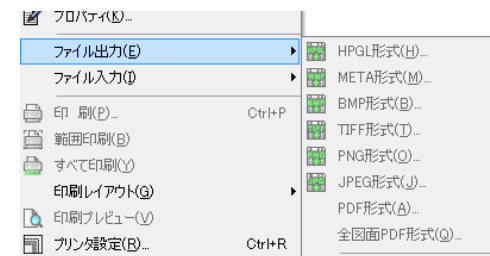 プロパティ(K)...
ファイル出力(E)
ファイル入力(I)
印 刷(P)... Ctrl+P
範囲印刷(B)
すべて印刷(Y)
印刷レイアウト(G)
印刷プレビュー(V)
プリンタ設定(R)... Ctrl+R
HPGL形式(H)...
META形式(M)...
BMP形式(B)...
TIFF形式(T)...
PNG形式(O)...
JPEG形式(J)...
PDF形式(A)...
全図面PDF形式(Q)...